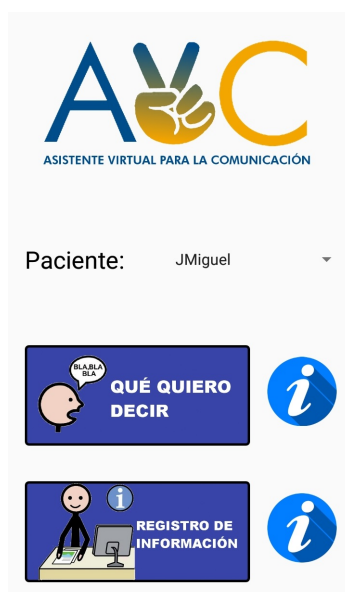 AVC
ASISTENTE VIRTUAL PARA LA COMUNICACIÓN
Paciente: JMiguel
BLA,BLA
BLA
QUÉ QUIERO
DECIR
i
i
REGISTRO DE
INFORMACIÓN
i